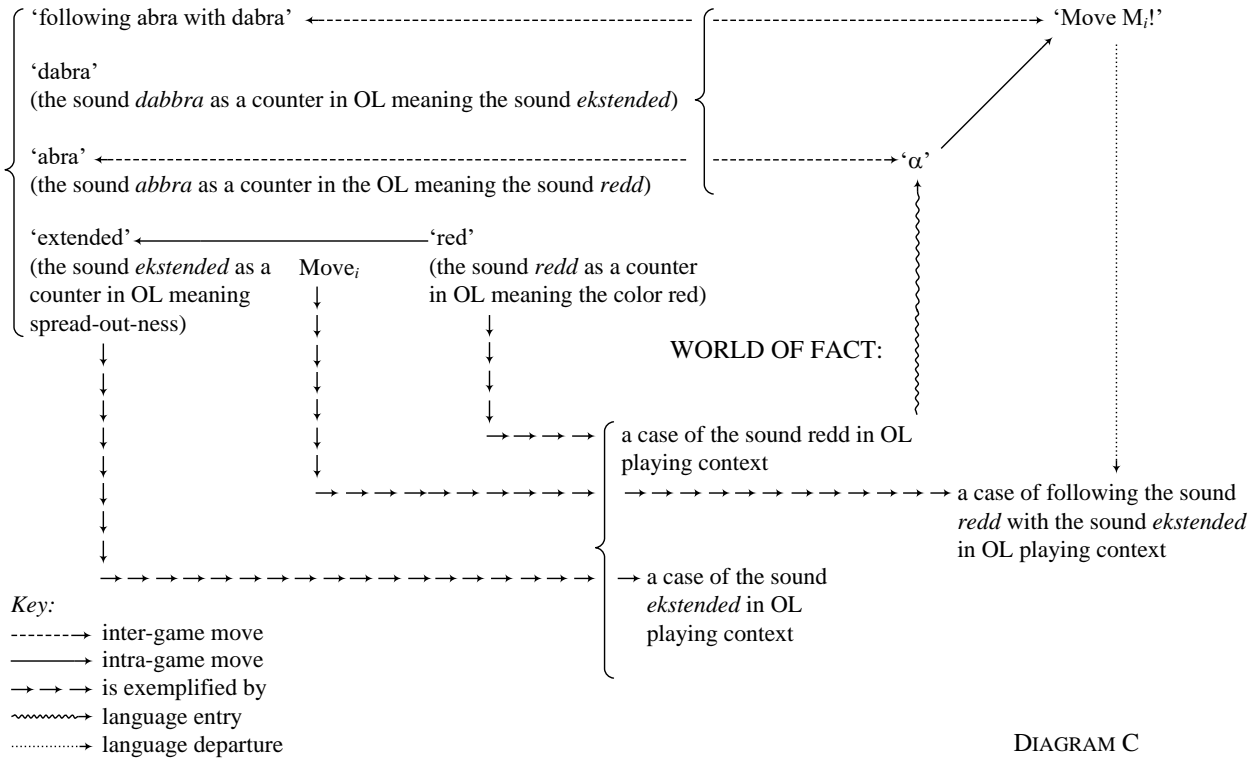 ‘following abra with dabra’
‘Move Mᵢ!’
‘dabra’
(the sound dabbra as a counter in OL meaning the sound ekstended)
‘abra’
‘α’
(the sound abbra as a counter in the OL meaning the sound redd)
‘extended’
‘red’
(the sound ekstended as a
counter in OL meaning
spread-out-ness)
Moveᵢ
(the sound redd as a counter
in OL meaning the color red)
WORLD OF FACT:
a case of the sound redd in OL
playing context
a case of following the sound
redd with the sound ekstended
in OL playing context
a case of the sound
ekstended in OL
playing context
Key:
inter-game move
intra-game move
is exemplified by
language entry
language departure
DIAGRAM C